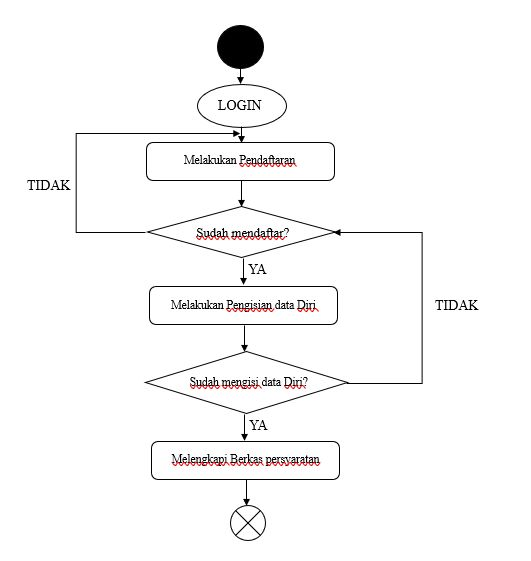 LOGIN
Melakukan Pendaftaran
TIDAK
Sudah mendaftar?
YA
Melakukan Pengisian data Diri
TIDAK
Sudah mengisi data Diri?
YA
Melengkapi Berkas persyaratan